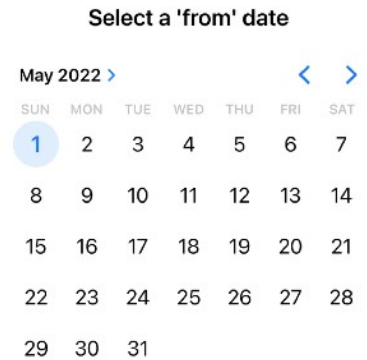 Select a 'from' date
May 2022 >
SUN MON TUE WED THU FRI SAT
1 2 3 4 5 6 7
8 9 10 11 12 13 14
15 16 17 18 19 20 21
22 23 24 25 26 27 28
29 30 31